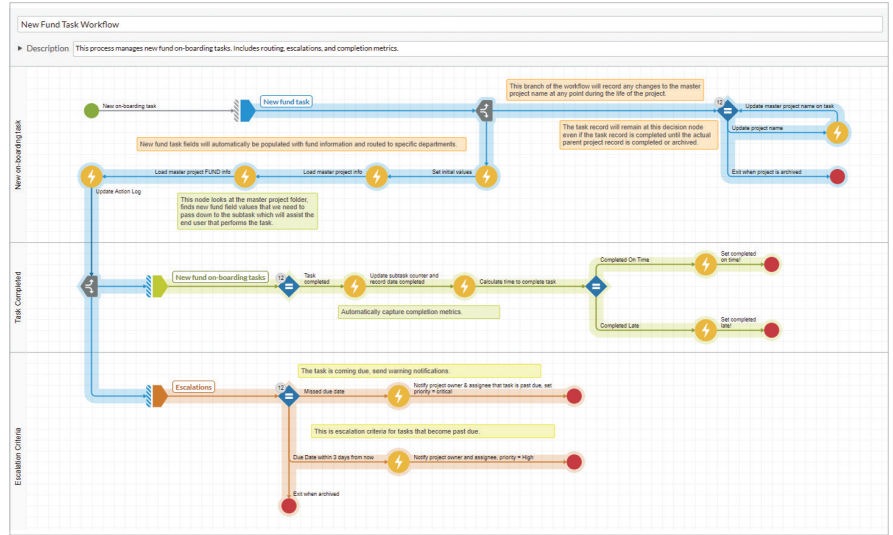 New Fund Task Workflow
Description
This process manages new fund on-boarding tasks. Includes routing, escalations, and completion metrics.
New on-boarding task
New on-boarding task
New fund task
This branch of the workflow will record any changes to the master
project name at any point during the life of the project.
12
Update master project name on task
Update project name
The task record will remain at this decision node
even if the task record is completed until the actual
parent project record is completed or archived.
New fund task fields will automatically be populated with fund information and routed to specific departments.
Exit when project is archived
Load master project FUND info
Load master project info
Set initial values
Update Action Log
This node looks at the master project folder,
finds new fund field values that we need to
pass down to the subtask which will assist the
end user that performs the task.
Task Completed
New fund on-boarding tasks
12
Task
completed
Update subtask counter and
record date completed
Calculate time to complete task
Automatically capture completion metrics.
Completed On Time
Set completed
on time!
Completed Late
Set completed
late!
Escalation Criteria
The task is coming due, send warning notifications.
Escalations
12
Missed due date
Notify project owner & assignee that task is past due, set
priority = critical
This is escalation criteria for tasks that become past due.
Due Date within 3 days from now
Notify project owner and assignee, priority = High
Exit when archived